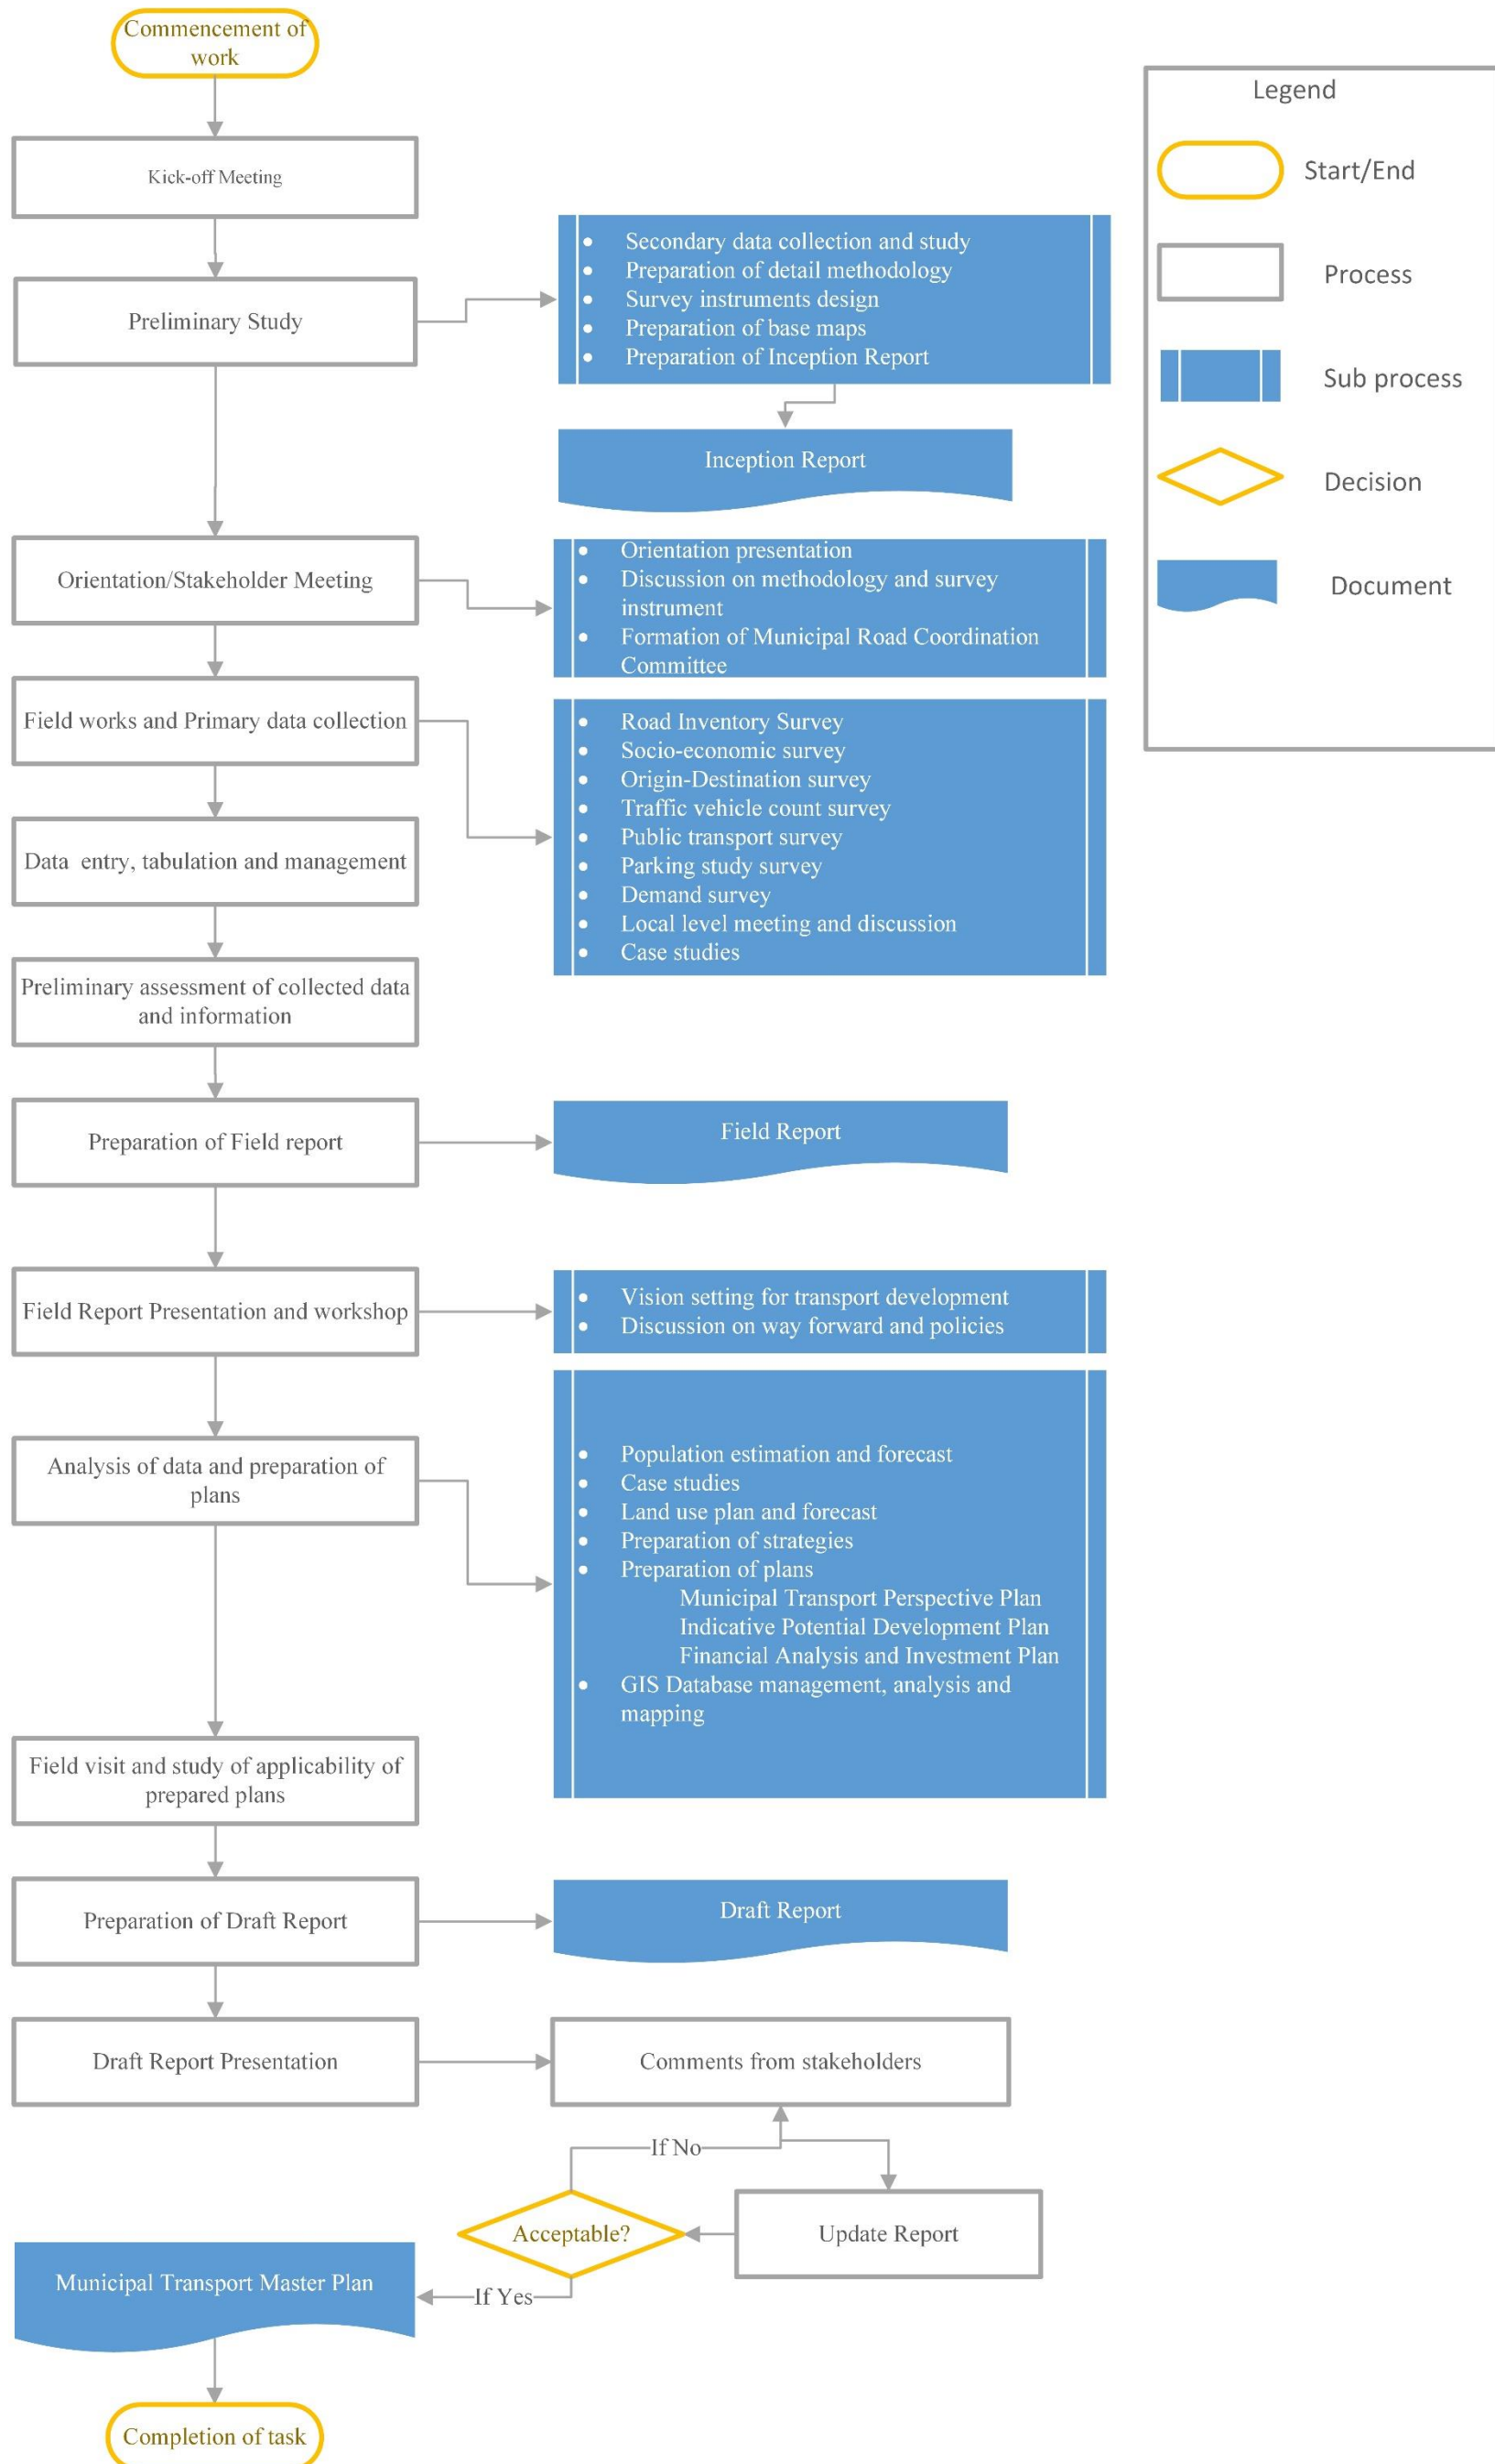 Commencement of
work
Kick-off Meeting
Preliminary Study
• Secondary data collection and study
• Preparation of detail methodology
• Survey instruments design
• Preparation of base maps
• Preparation of Inception Report
Inception Report
Orientation/Stakeholder Meeting
• Orientation presentation
• Discussion on methodology and survey
instrument
• Formation of Municipal Road Coordination
Committee
Field works and Primary data collection
• Road Inventory Survey
• Socio-economic survey
• Origin-Destination survey
• Traffic vehicle count survey
• Public transport survey
• Parking study survey
• Demand survey
• Local level meeting and discussion
• Case studies
Data entry, tabulation and management
Preliminary assessment of collected data
and information
Preparation of Field report
Field Report
Field Report Presentation and workshop
• Vision setting for transport development
• Discussion on way forward and policies
Analysis of data and preparation of
plans
• Population estimation and forecast
• Case studies
• Land use plan and forecast
• Preparation of strategies
• Preparation of plans
Municipal Transport Perspective Plan
Indicative Potential Development Plan
Financial Analysis and Investment Plan
• GIS Database management, analysis and
mapping
Field visit and study of applicability of
prepared plans
Preparation of Draft Report
Draft Report
Draft Report Presentation
Comments from stakeholders
If No
Acceptable?
Update Report
If Yes
Municipal Transport Master Plan
Completion of task
Legend
Start/End
Process
Sub process
Decision
Document